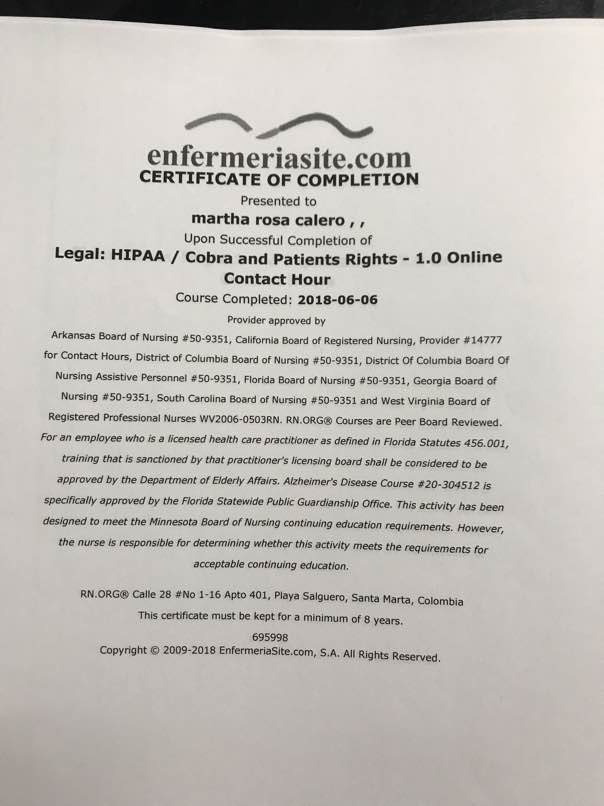 enfermeriasite.com
CERTIFICATE OF COMPLETION
Presented to
martha rosa calero , ,
Upon Successful Completion of
Legal: HIPAA / Cobra and Patients Rights - 1.0 Online
Contact Hour
Course Completed: 2018-06-06
Provider approved by
Arkansas Board of Nursing #50-9351, California Board of Registered Nursing, Provider #14777
for Contact Hours, District of Columbia Board of Nursing #50-9351, District Of Columbia Board Of
Nursing Assistive Personnel #50-9351, Florida Board of Nursing #50-9351, Georgia Board of
Nursing #50-9351, South Carolina Board of Nursing #50-9351 and West Virginia Board of
Registered Professional Nurses WV2006-0503RN. RN.ORG® Courses are Peer Board Reviewed.
For an employee who is a licensed health care practitioner as defined in Florida Statutes 456.001,
training that is sanctioned by that practitioner's licensing board shall be considered to be
approved by the Department of Elderly Affairs. Alzheimer's Disease Course #20-304512 is
specifically approved by the Florida Statewide Public Guardianship Office. This activity has been
designed to meet the Minnesota Board of Nursing continuing education requirements. However,
the nurse is responsible for determining whether this activity meets the requirements for
acceptable continuing education.
RN.ORG® Calle 28 #No 1-16 Apto 401, Playa Salguero, Santa Marta, Colombia
This certificate must be kept for a minimum of 8 years.
695998
Copyright © 2009-2018 EnfermeriaSite.com, S.A. All Rights Reserved.